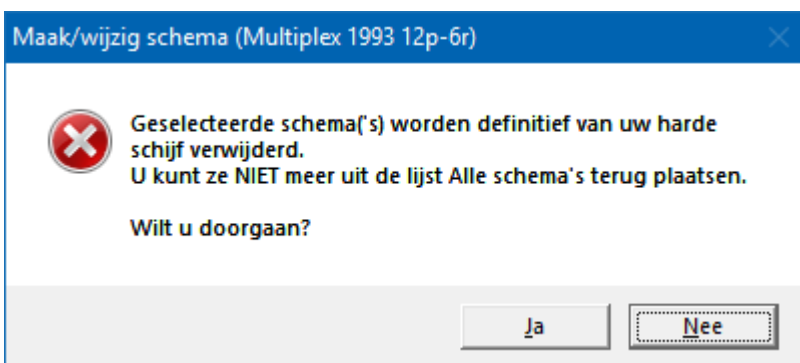 Maak/wijzig schema (Multiplex 1993 12p-6r)
Geselecteerde schema('s) worden definitief van uw harde
schijf verwijderd.
U kunt ze NIET meer uit de lijst Alle schema's terug plaatsen.
Wilt u doorgaan?
Ja
Nee